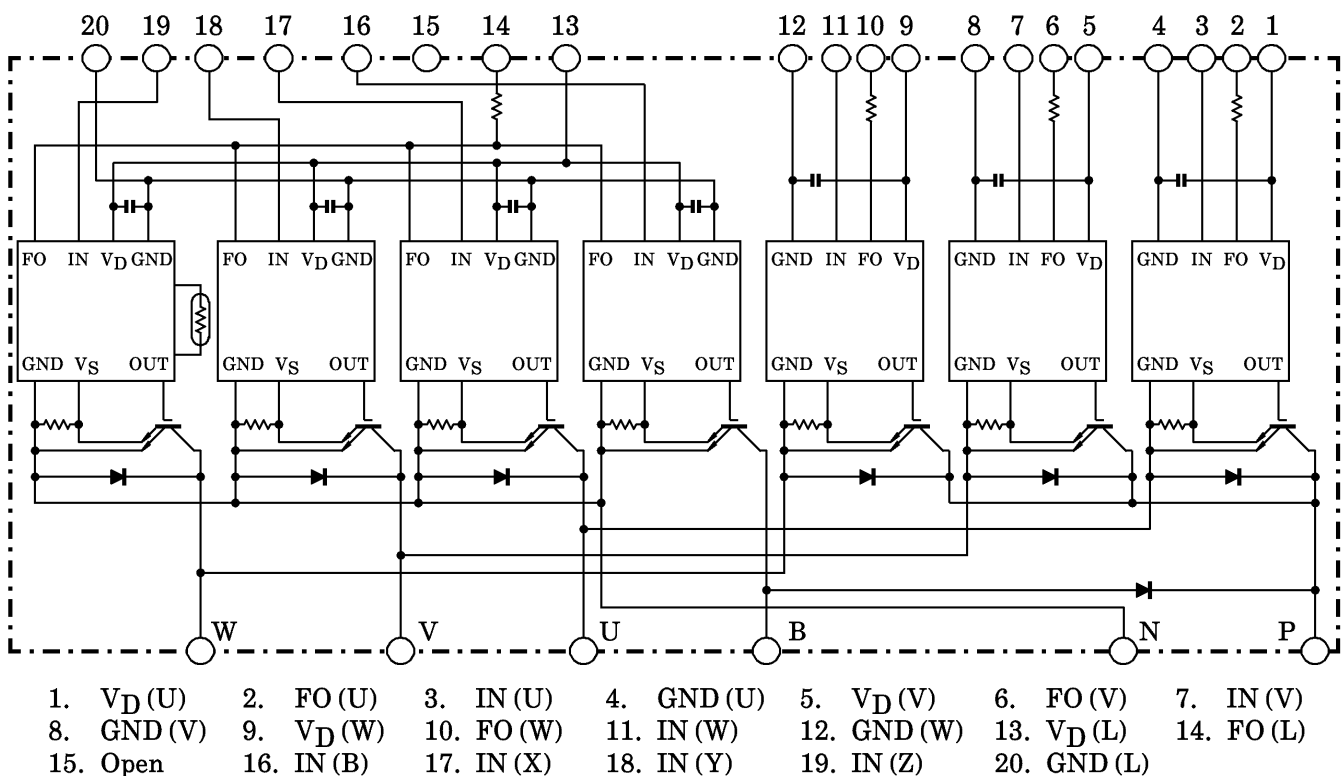 20 19 18 17 16 15 14 13 12 11 10 9 8 7 6 5 4 3 2 1
FO IN VD GND FO IN VD GND FO IN VD GND FO IN VD GND GND IN FO VD GND IN FO VD GND IN FO VD
GND VS OUT GND VS OUT GND VS OUT GND VS OUT GND VS OUT GND VS OUT GND VS OUT
W V U B N P
1. VD (U) 2. FO (U) 3. IN (U) 4. GND (U) 5. VD (V) 6. FO (V) 7. IN (V)
8. GND (V) 9. VD (W) 10. FO (W) 11. IN (W) 12. GND (W) 13. VD (L) 14. FO (L)
15. Open 16. IN (B) 17. IN (X) 18. IN (Y) 19. IN (Z) 20. GND (L)